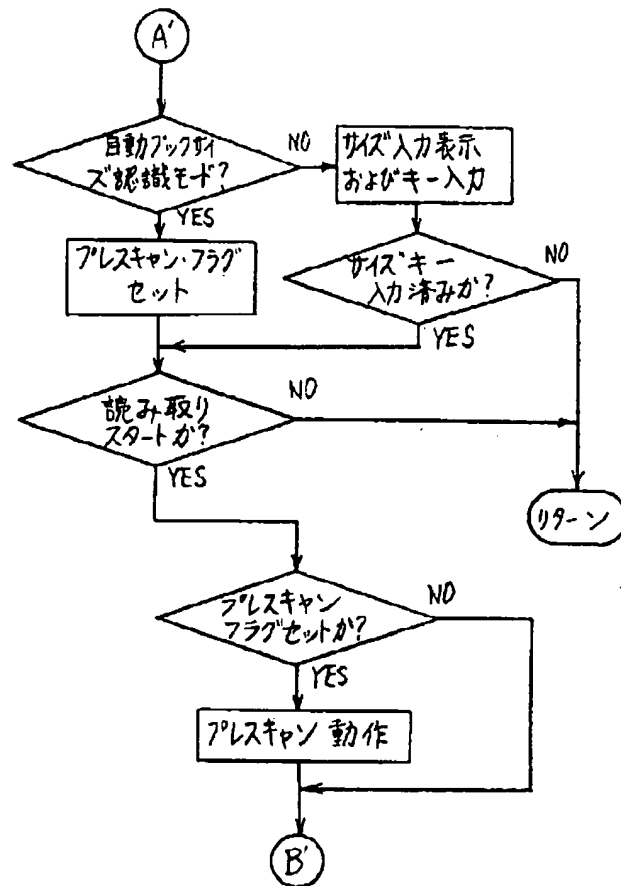 A'
自動ブックサイ
ズ認識モード?
NO
サイズ入力表示
およびキー入力
YES
プレスキャン・フラグ
セット
サイズキー
入力済みか?
NO
YES
読み取り
スタートか?
NO
YES
リターン
プレスキャン
フラグセットか?
NO
YES
プレスキャン動作
B'